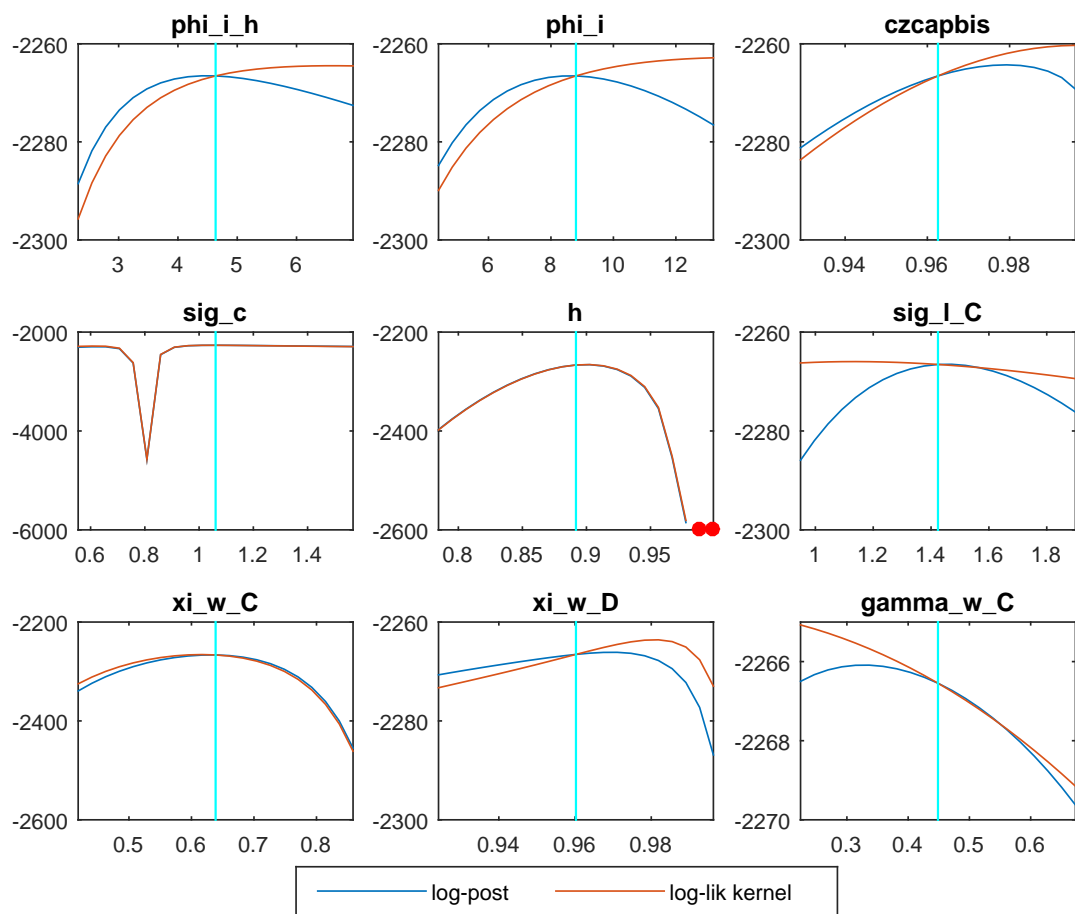 phi_i_h phi_i czcapbis
-2260 -2260 -2260
-2280 -2280 -2280
-2300 -2300 -2300
3 4 5 6 6 8 10 12 0.94 0.96 0.98
sig_c h sig_l_C
-2000 -2200 -2260
-4000 -2400 -2280
-6000 -2600 -2300
0.6 0.8 1 1.2 1.4 0.8 0.85 0.9 0.95 1 1.2 1.4 1.6 1.8
xi_w_C xi_w_D gamma_w_C
-2200 -2260 -2266
-2400 -2280 -2268
-2600 -2300 -2270
0.5 0.6 0.7 0.8 0.94 0.96 0.98 0.3 0.4 0.5 0.6
log-post log-lik kernel